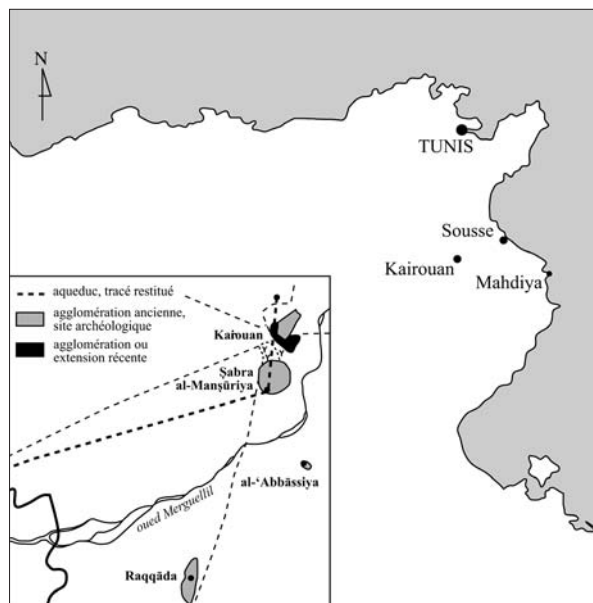 N
TUNIS
Sousse
Kairouan
Mahdiya
aqueduc, tracé restitué
agglomération ancienne,
site archéologique
agglomération ou
extension récente
Kairouan
Ṣabra
al-Manṣūriya
al-‘Abbāssiya
oued Merguellil
Raqqāda